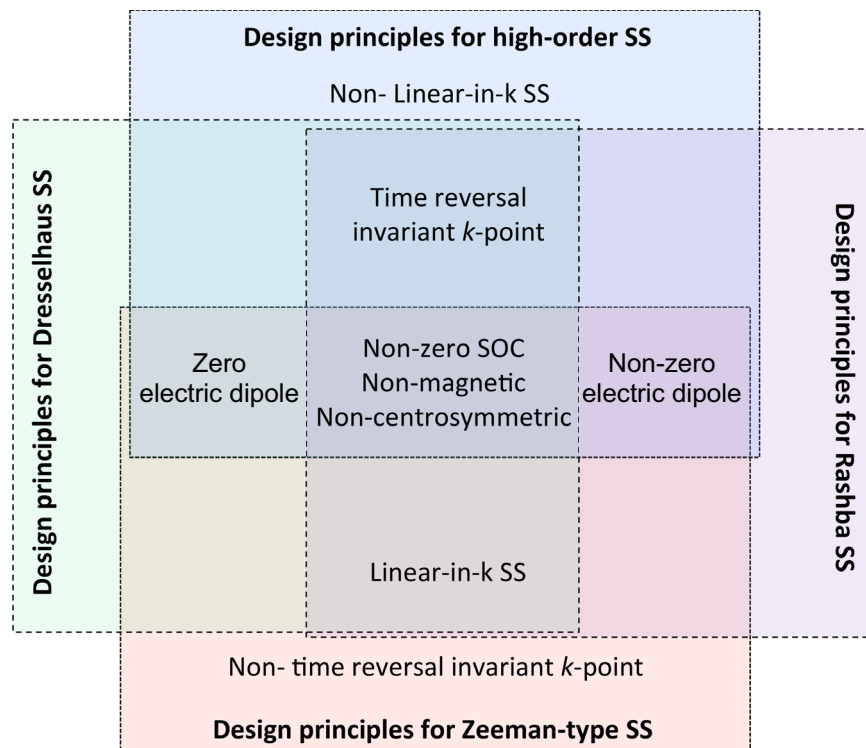 Design principles for high-order SS
Non- Linear-in-k SS
Design principles for Dresselhaus SS
Time reversal
invariant k-point
Design principles for Rashba SS
Zero
electric dipole
Non-zero SOC
Non-magnetic
Non-centrosymmetric
Non-zero
electric dipole
Linear-in-k SS
Non- time reversal invariant k-point
Design principles for Zeeman-type SS